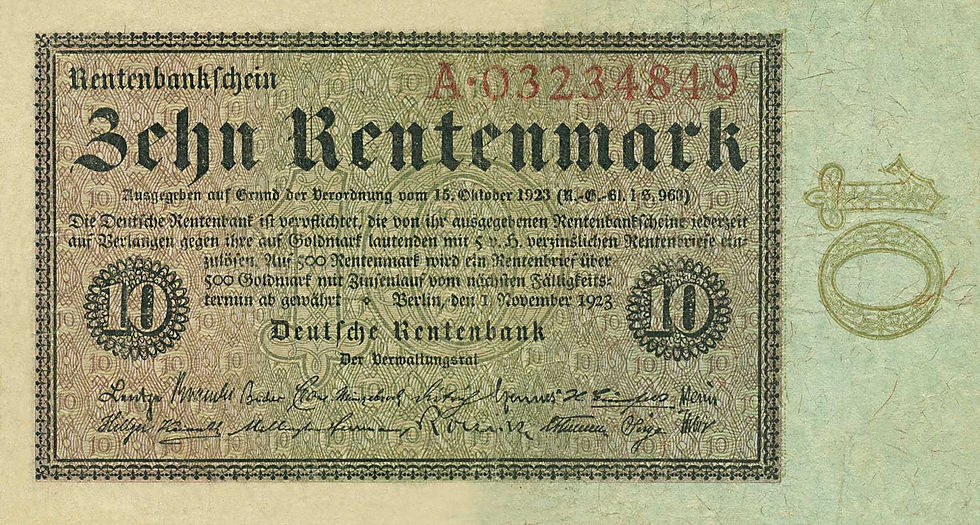 Rentenbankschein
A·03234849
Zehn Rentenmark
Ausgegeben auf Grund der Verordnung vom 15. Oktober 1923 (R.-G.-Bl. I S. 963)
Die Deutsche Rentenbank ist verpflichtet, die von ihr ausgegebenen Rentenbankscheine jederzeit
auf Verlangen gegen ihre auf Goldmark lautenden mit 5 v. H. verzinslichen Rentenbriefe ein-
zulösen. Auf 500 Rentenmark wird ein Rentenbrief über
500 Goldmark mit Zinsenlauf vom nächsten Fälligkeits-
termin ab gewährt Berlin, den 1. November 1923
10
10
Deutsche Rentenbank
Der Verwaltungsrat
10